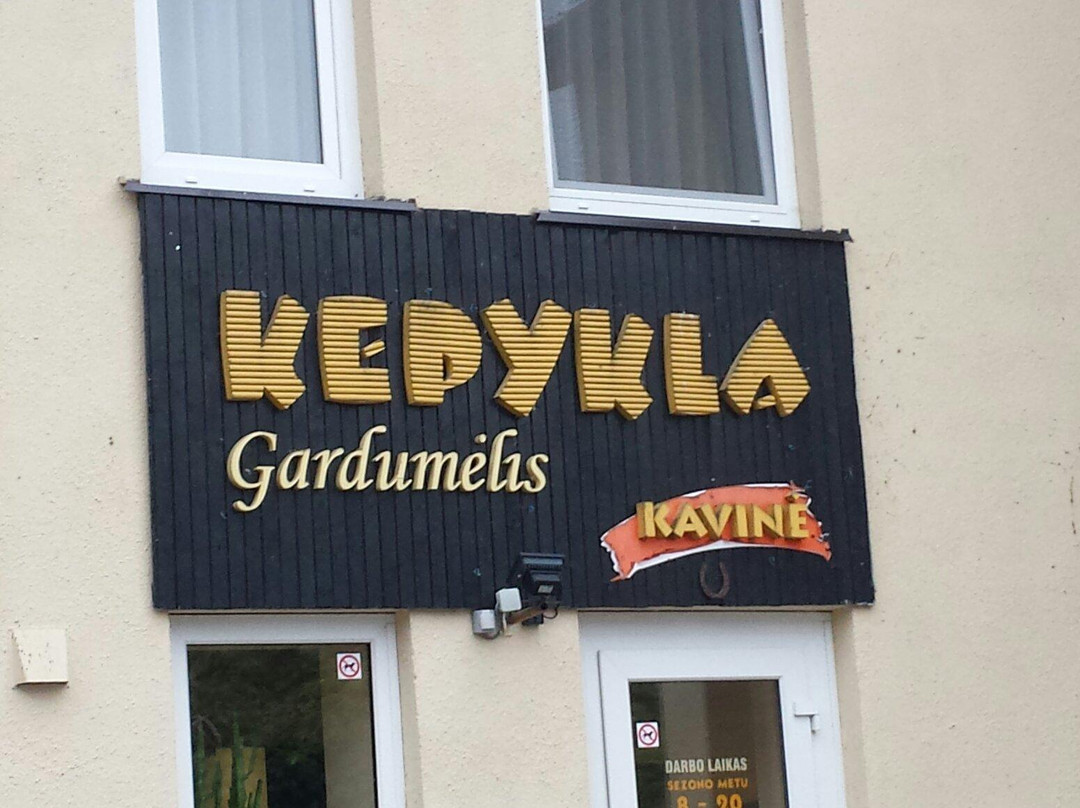 KEPYKLA
Gardumėlis
KAVINĖ
DARBO LAIKAS
SEZONO METU
8 - 20